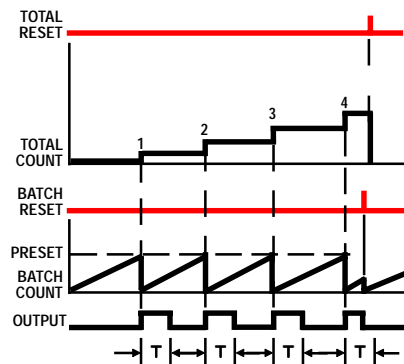 TOTAL
RESET
1
2
3
4
TOTAL
COUNT
BATCH
RESET
PRESET
BATCH
COUNT
OUTPUT
T
T
T
T